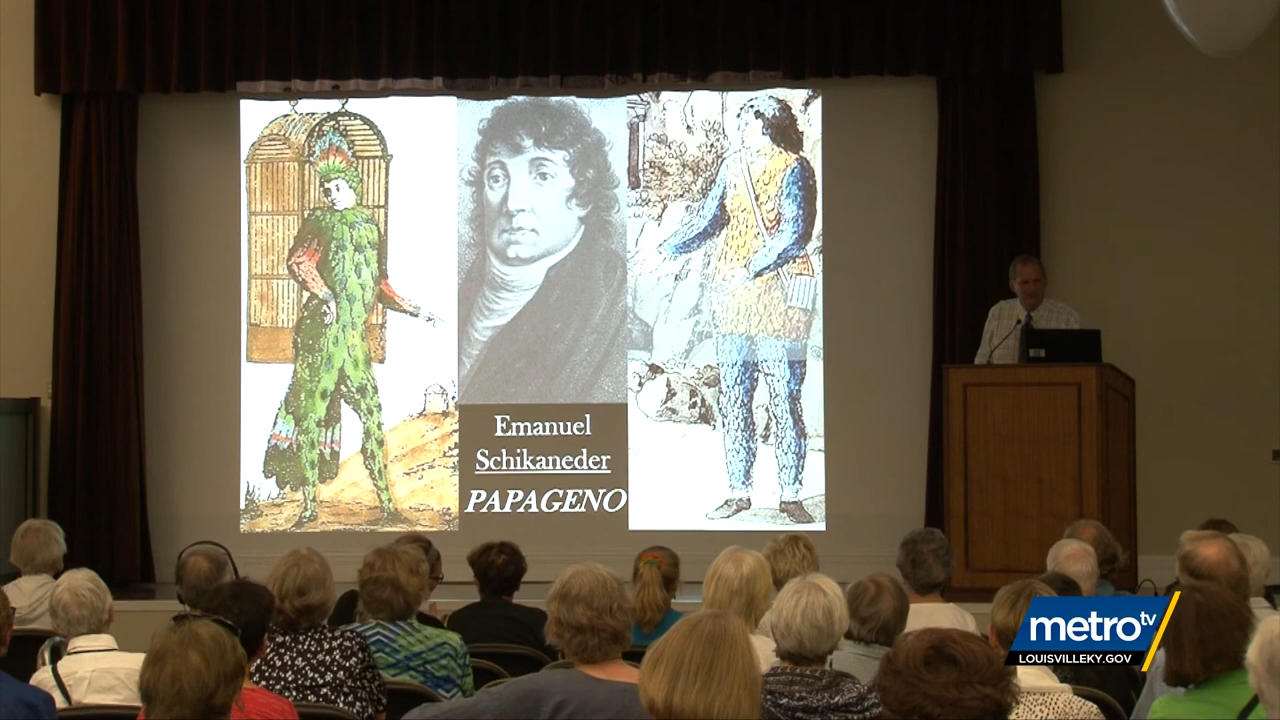 Emanuel
Schikaneder
PAPAGENO
metrotv
LOUISVILLEKY.GOV